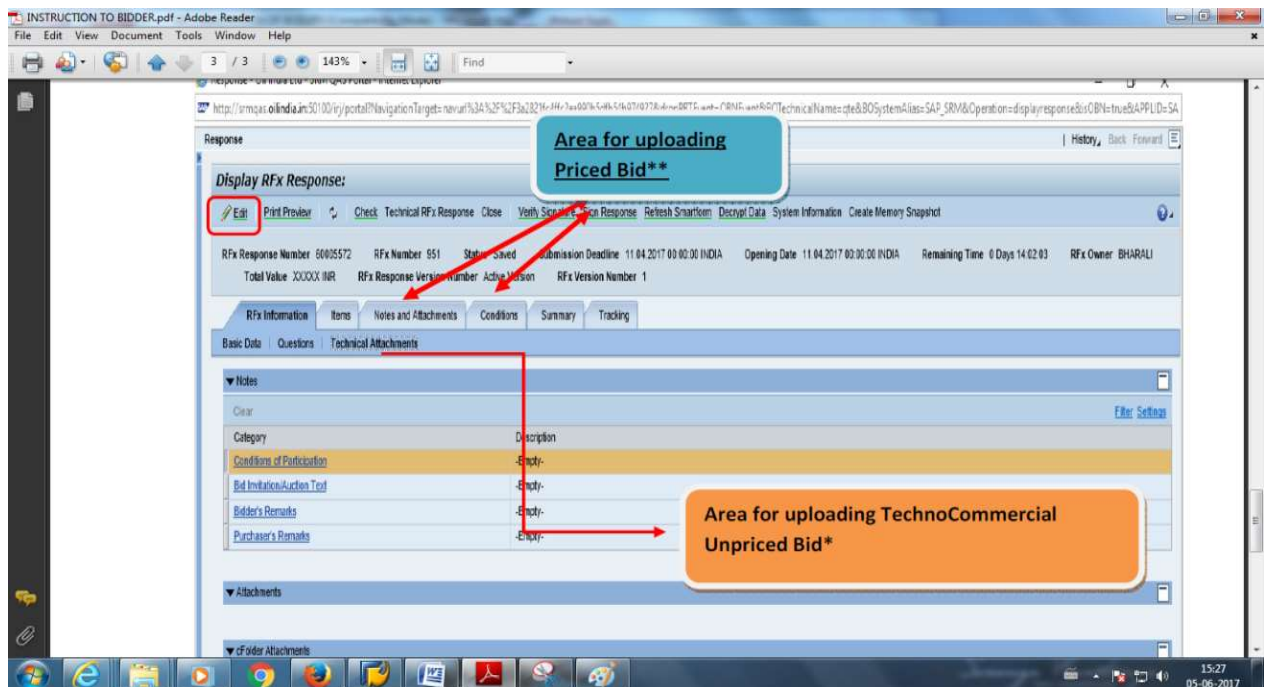 INSTRUCTION TO BIDDER.pdf - Adobe Reader
File Edit View Document Tools Window Help
3 / 3 143% Find
Response
History Back Forward
Area for uploading
Priced Bid**
Display RFx Response:
Edit Print Preview Check Technical RFx Response Close Verify Signature Sign Response Refresh Smartform Decrypt Data System Information Create Memory Snapshot
RFx Response Number 60005572 RFx Number 951 Status Saved Submission Deadline 11.04.2017 00:00:00 INDIA Opening Date 11.04.2017 00:00:00 INDIA Remaining Time 0 Days 14:02:03 RFx Owner BHARALI
Total Value XXXXX INR RFx Response Version Number Active Version RFx Version Number 1
RFx Information Items Notes and Attachments Conditions Summary Tracking
Basic Data Questions Technical Attachments
Notes
Clear Filter Settings
Category Description
Conditions of Participation -Empty-
Bid Invitation/Auction Text -Empty-
Bidder's Remarks -Empty-
Purchaser's Remarks -Empty-
Area for uploading TechnoCommercial
Unpriced Bid*
Attachments
cFolder Attachments
15:27
05-06-2017